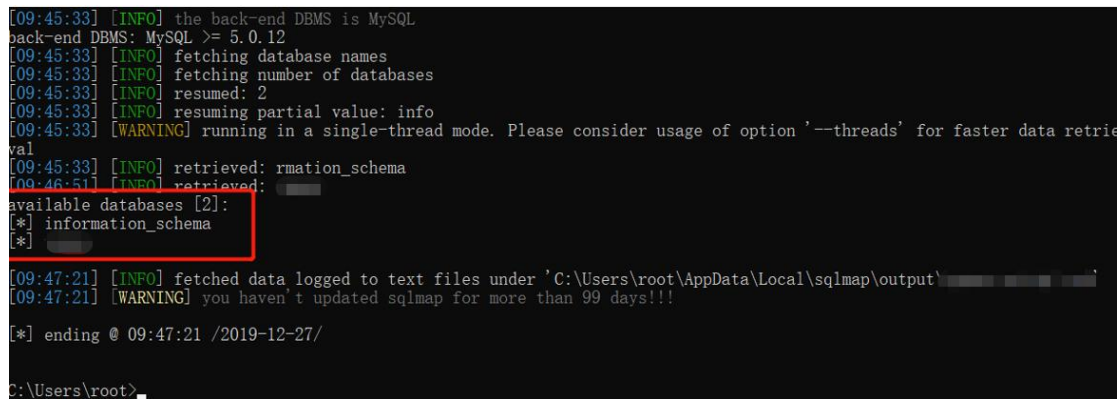 [09:45:33] [INFO] the back-end DBMS is MySQL
back-end DBMS: MySQL >= 5.0.12
[09:45:33] [INFO] fetching database names
[09:45:33] [INFO] fetching number of databases
[09:45:33] [INFO] resumed: 2
[09:45:33] [INFO] resuming partial value: info
[09:45:33] [WARNING] running in a single-thread mode. Please consider usage of option '--threads' for faster data retrie
val
[09:45:33] [INFO] retrieved: rmation_schema
[09:46:51] [INFO] retrieved:
available databases [2]:
[*] information_schema
[*]
[09:47:21] [INFO] fetched data logged to text files under 'C:\Users\root\AppData\Local\sqlmap\output\
[09:47:21] [WARNING] you haven't updated sqlmap for more than 99 days!!!
[*] ending @ 09:47:21 /2019-12-27/
C:\Users\root>